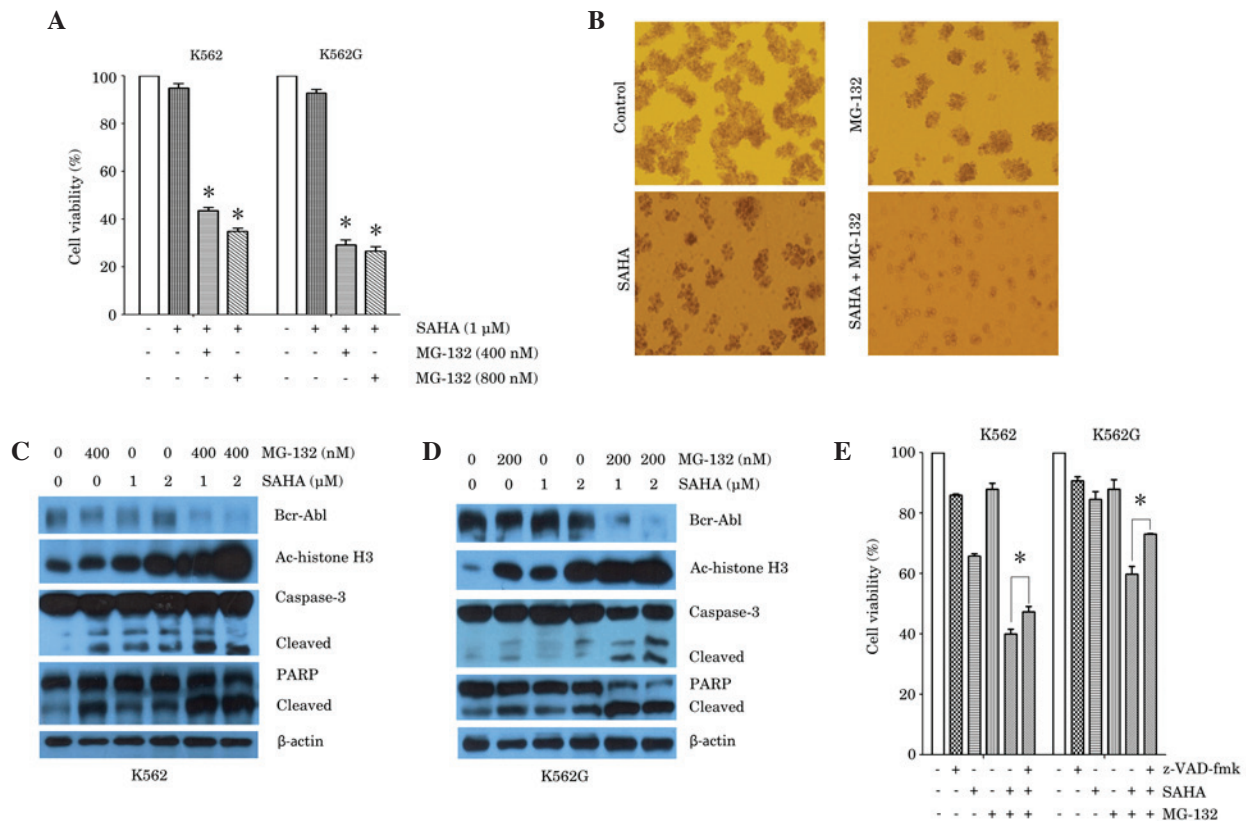 A
K562 K562G
Cell viability (%)
100
80
60
40
20
0
- + + + - + + + SAHA (1 µM)
- - + - - - + - MG-132 (400 nM)
- - - + - - - + MG-132 (800 nM)
B
Control
MG-132
SAHA
SAHA + MG-132
C
0 400 0 0 400 400 MG-132 (nM)
0 0 1 2 1 2 SAHA (µM)
Bcr-Abl
Ac-histone H3
Caspase-3
Cleaved
PARP
Cleaved
β-actin
K562
D
0 200 0 0 200 200 MG-132 (nM)
0 0 1 2 1 2 SAHA (µM)
Bcr-Abl
Ac-histone H3
Caspase-3
Cleaved
PARP
Cleaved
β-actin
K562G
E
K562 K562G
Cell viability (%)
100
80
60
40
20
0
- + - - - + - + - - - + z-VAD-fmk
- - + - + + - - + - + + SAHA
- - - + + + - - - + + + MG-132